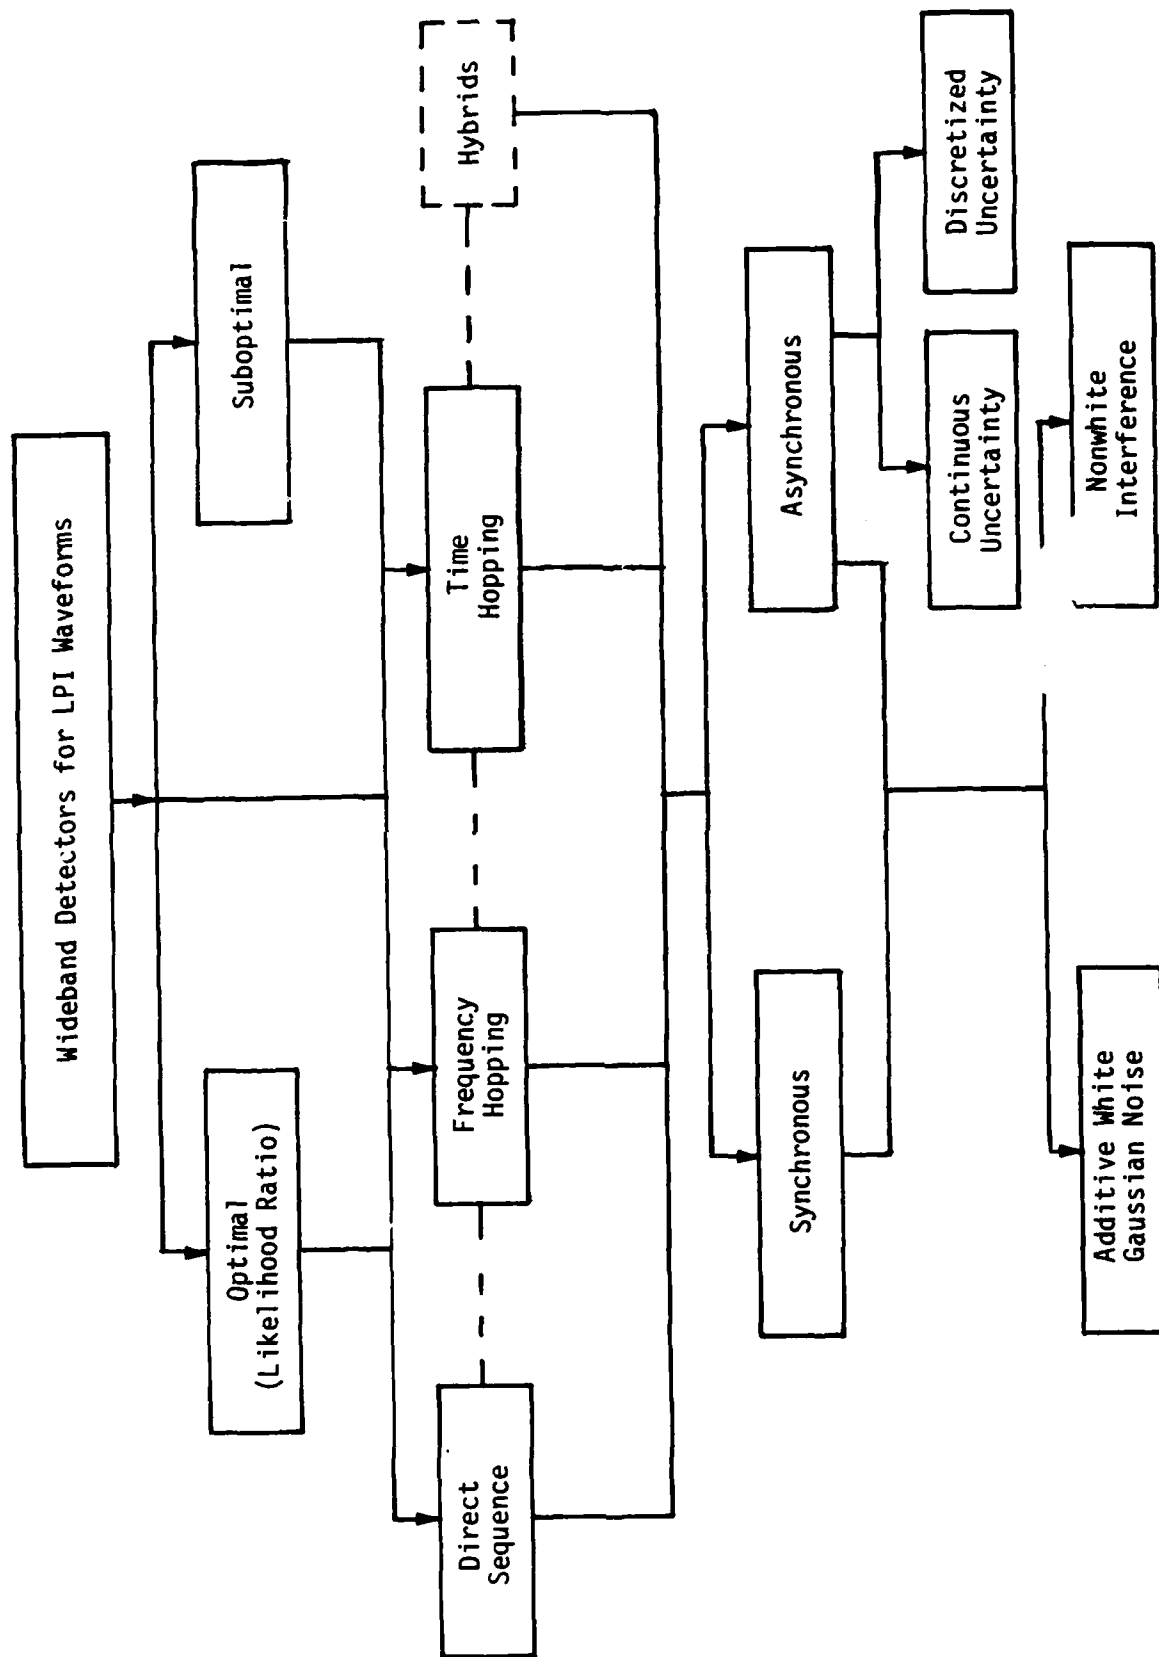 Wideband Detectors for LPI Waveforms
Optimal
(Likelihood Ratio)
Suboptimal
Direct
Sequence
Frequency
Hopping
Time
Hopping
Hybrids
Synchronous
Asynchronous
Continuous
Uncertainty
Discretized
Uncertainty
Additive White
Gaussian Noise
Nonwhite
Interference